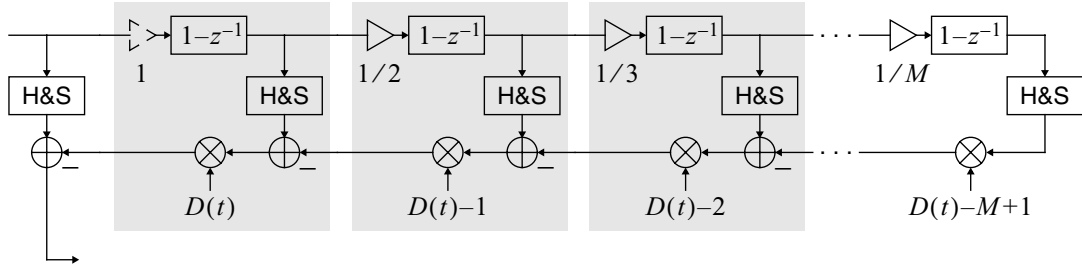 1 – z⁻¹ 1 – z⁻¹ 1 – z⁻¹ · · · 1 – z⁻¹
1 1/2 1/3 1/M
H&S H&S H&S H&S H&S
– – – – · · ·
D(t) D(t)–1 D(t)–2 D(t)–M+1